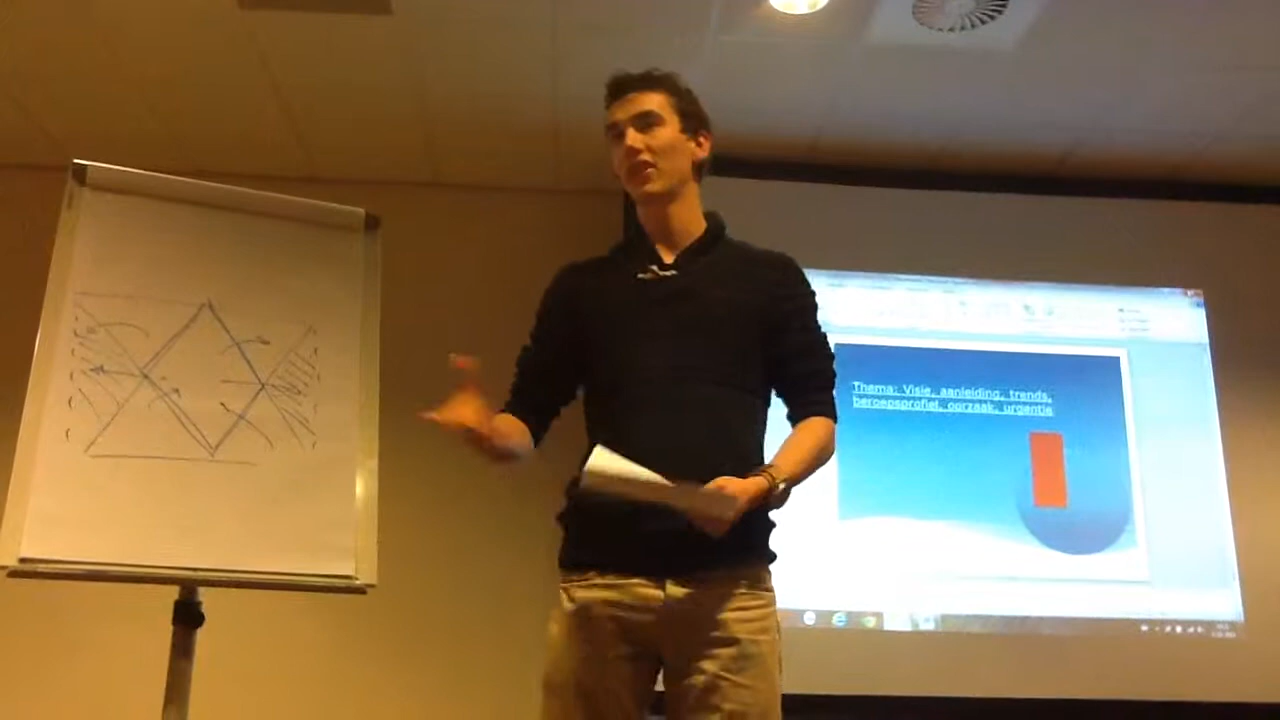 Thema: Visie, aanleiding, trends,
beroepsprofiel, oorzaak, urgentie